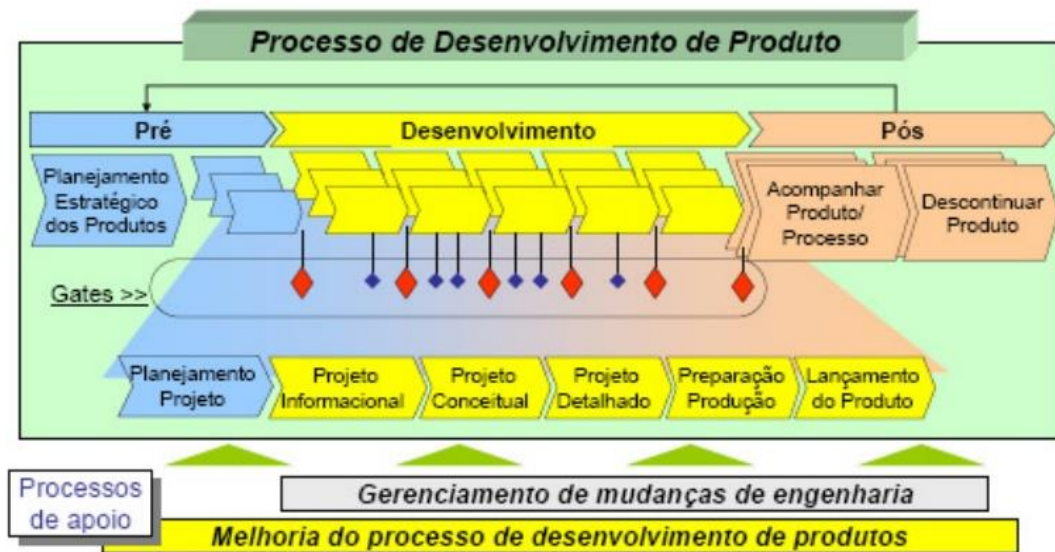 Processo de Desenvolvimento de Produto
Pré
Desenvolvimento
Pós
Planejamento
Estratégico
dos Produtos
Acompanhar
Produto/
Processo
Descontinuar
Produto
Gates >>
Planejamento
Projeto
Projeto
Informacional
Projeto
Conceitual
Projeto
Detalhado
Preparação
Produção
Lançamento
do Produto
Processos
de apoio
Gerenciamento de mudanças de engenharia
Melhoria do processo de desenvolvimento de produtos